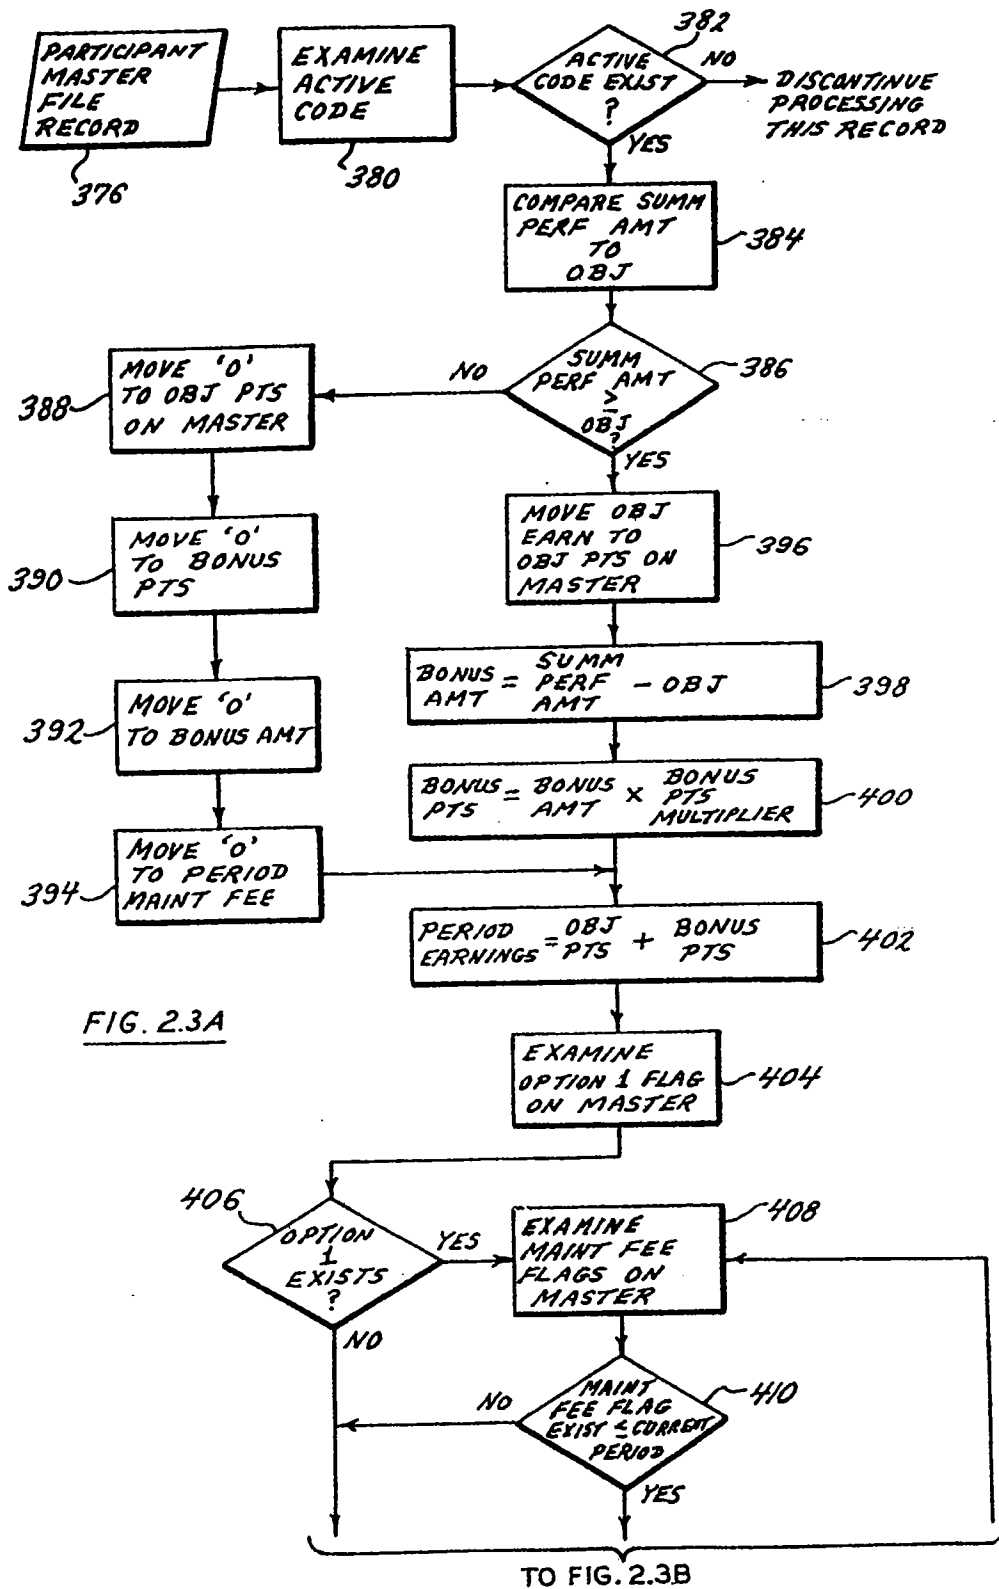 PARTICIPANT
MASTER
FILE
RECORD
376
EXAMINE
ACTIVE
CODE
380
ACTIVE
CODE EXIST
?
382
NO
DISCONTINUE
PROCESSING
THIS RECORD
YES
COMPARE SUMM
PERF AMT
TO
OBJ
384
SUMM
PERF AMT
≥
OBJ
?
386
NO
YES
MOVE '0'
TO OBJ PTS
ON MASTER
388
MOVE '0'
TO BONUS
PTS
390
MOVE '0'
TO BONUS AMT
392
MOVE '0'
TO PERIOD
MAINT FEE
394
MOVE OBJ
EARN TO
OBJ PTS ON
MASTER
396
BONUS AMT = SUMM PERF AMT - OBJ
398
BONUS PTS = BONUS AMT × BONUS PTS MULTIPLIER
400
PERIOD EARNINGS = OBJ PTS + BONUS PTS
402
FIG. 2.3A
EXAMINE
OPTION 1 FLAG
ON MASTER
404
406
OPTION
1
EXISTS
?
YES
NO
EXAMINE
MAINT FEE
FLAGS ON
MASTER
408
MAINT
FEE FLAG
EXIST ≤ CURRENT
PERIOD
410
NO
YES
TO FIG. 2.3B